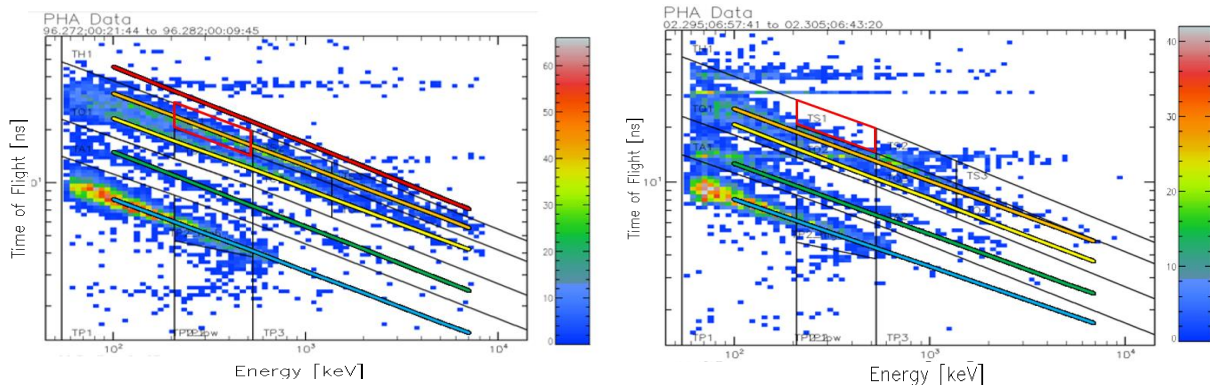 PHA Data
96.272;00:21:44 to 96.282;00:09:45
TH1
TO1
TA1
TP1
TP3
10²
10³
10⁴
Energy [keV]
Time of Flight [ns]
10¹
60
50
40
30
20
10
0
PHA Data
02.295;06:57:41 to 02.305;06:43:20
TH1
TS1
TO1
TS2
TS3
TA1
TP1
TP3
10²
10³
10⁴
Energy [keV]
Time of Flight [ns]
10¹
40
30
20
10
0